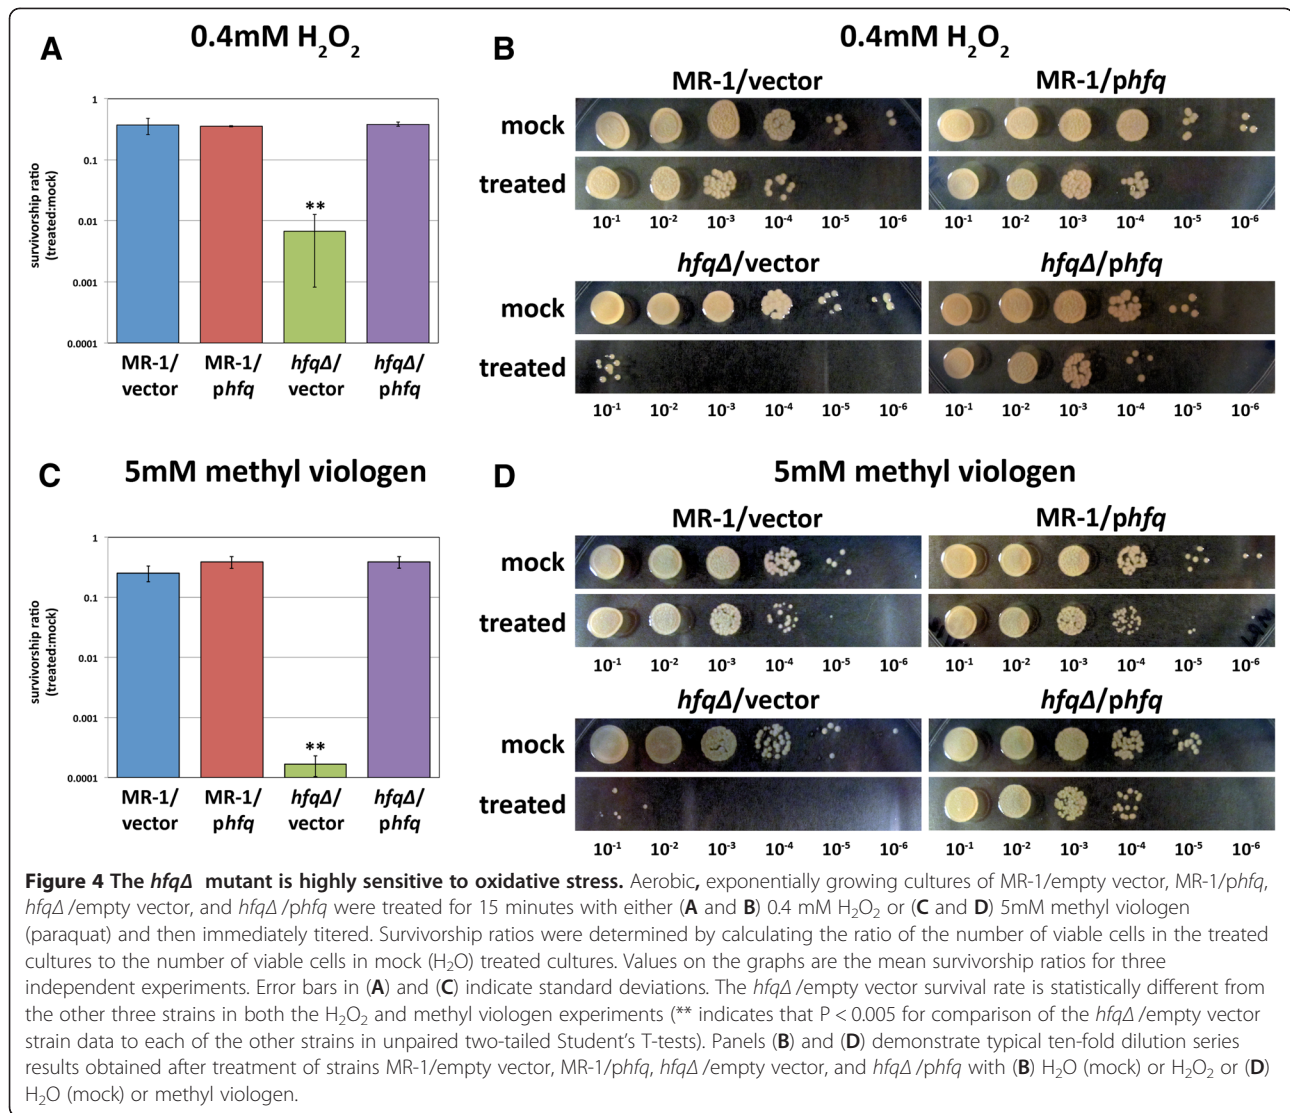 A
0.4mM H₂O₂
survivorship ratio
(treated:mock)
1
0.1
0.01
0.001
0.0001
**
MR-1/
vector
MR-1/
phfq
hfqΔ/
vector
hfqΔ/
phfq
B
0.4mM H₂O₂
MR-1/vector
MR-1/phfq
mock
treated
10⁻¹ 10⁻² 10⁻³ 10⁻⁴ 10⁻⁵ 10⁻⁶
10⁻¹ 10⁻² 10⁻³ 10⁻⁴ 10⁻⁵ 10⁻⁶
hfqΔ/vector
hfqΔ/phfq
mock
treated
10⁻¹ 10⁻² 10⁻³ 10⁻⁴ 10⁻⁵ 10⁻⁶
10⁻¹ 10⁻² 10⁻³ 10⁻⁴ 10⁻⁵ 10⁻⁶
C
5mM methyl viologen
survivorship ratio
(treated:mock)
1
0.1
0.01
0.001
0.0001
**
MR-1/
vector
MR-1/
phfq
hfqΔ/
vector
hfqΔ/
phfq
D
5mM methyl viologen
MR-1/vector
MR-1/phfq
mock
treated
10⁻¹ 10⁻² 10⁻³ 10⁻⁴ 10⁻⁵ 10⁻⁶
10⁻¹ 10⁻² 10⁻³ 10⁻⁴ 10⁻⁵ 10⁻⁶
hfqΔ/vector
hfqΔ/phfq
mock
treated
10⁻¹ 10⁻² 10⁻³ 10⁻⁴ 10⁻⁵ 10⁻⁶
10⁻¹ 10⁻² 10⁻³ 10⁻⁴ 10⁻⁵ 10⁻⁶
Figure 4 The hfqΔ mutant is highly sensitive to oxidative stress. Aerobic, exponentially growing cultures of MR-1/empty vector, MR-1/phfq,
hfqΔ/empty vector, and hfqΔ/phfq were treated for 15 minutes with either (A and B) 0.4 mM H₂O₂ or (C and D) 5mM methyl viologen
(paraquat) and then immediately titered. Survivorship ratios were determined by calculating the ratio of the number of viable cells in the treated
cultures to the number of viable cells in mock (H₂O) treated cultures. Values on the graphs are the mean survivorship ratios for three
independent experiments. Error bars in (A) and (C) indicate standard deviations. The hfqΔ/empty vector survival rate is statistically different from
the other three strains in both the H₂O₂ and methyl viologen experiments (** indicates that P < 0.005 for comparison of the hfqΔ/empty vector
strain data to each of the other strains in unpaired two-tailed Student's T-tests). Panels (B) and (D) demonstrate typical ten-fold dilution series
results obtained after treatment of strains MR-1/empty vector, MR-1/phfq, hfqΔ/empty vector, and hfqΔ/phfq with (B) H₂O (mock) or H₂O₂ or (D)
H₂O (mock) or methyl viologen.